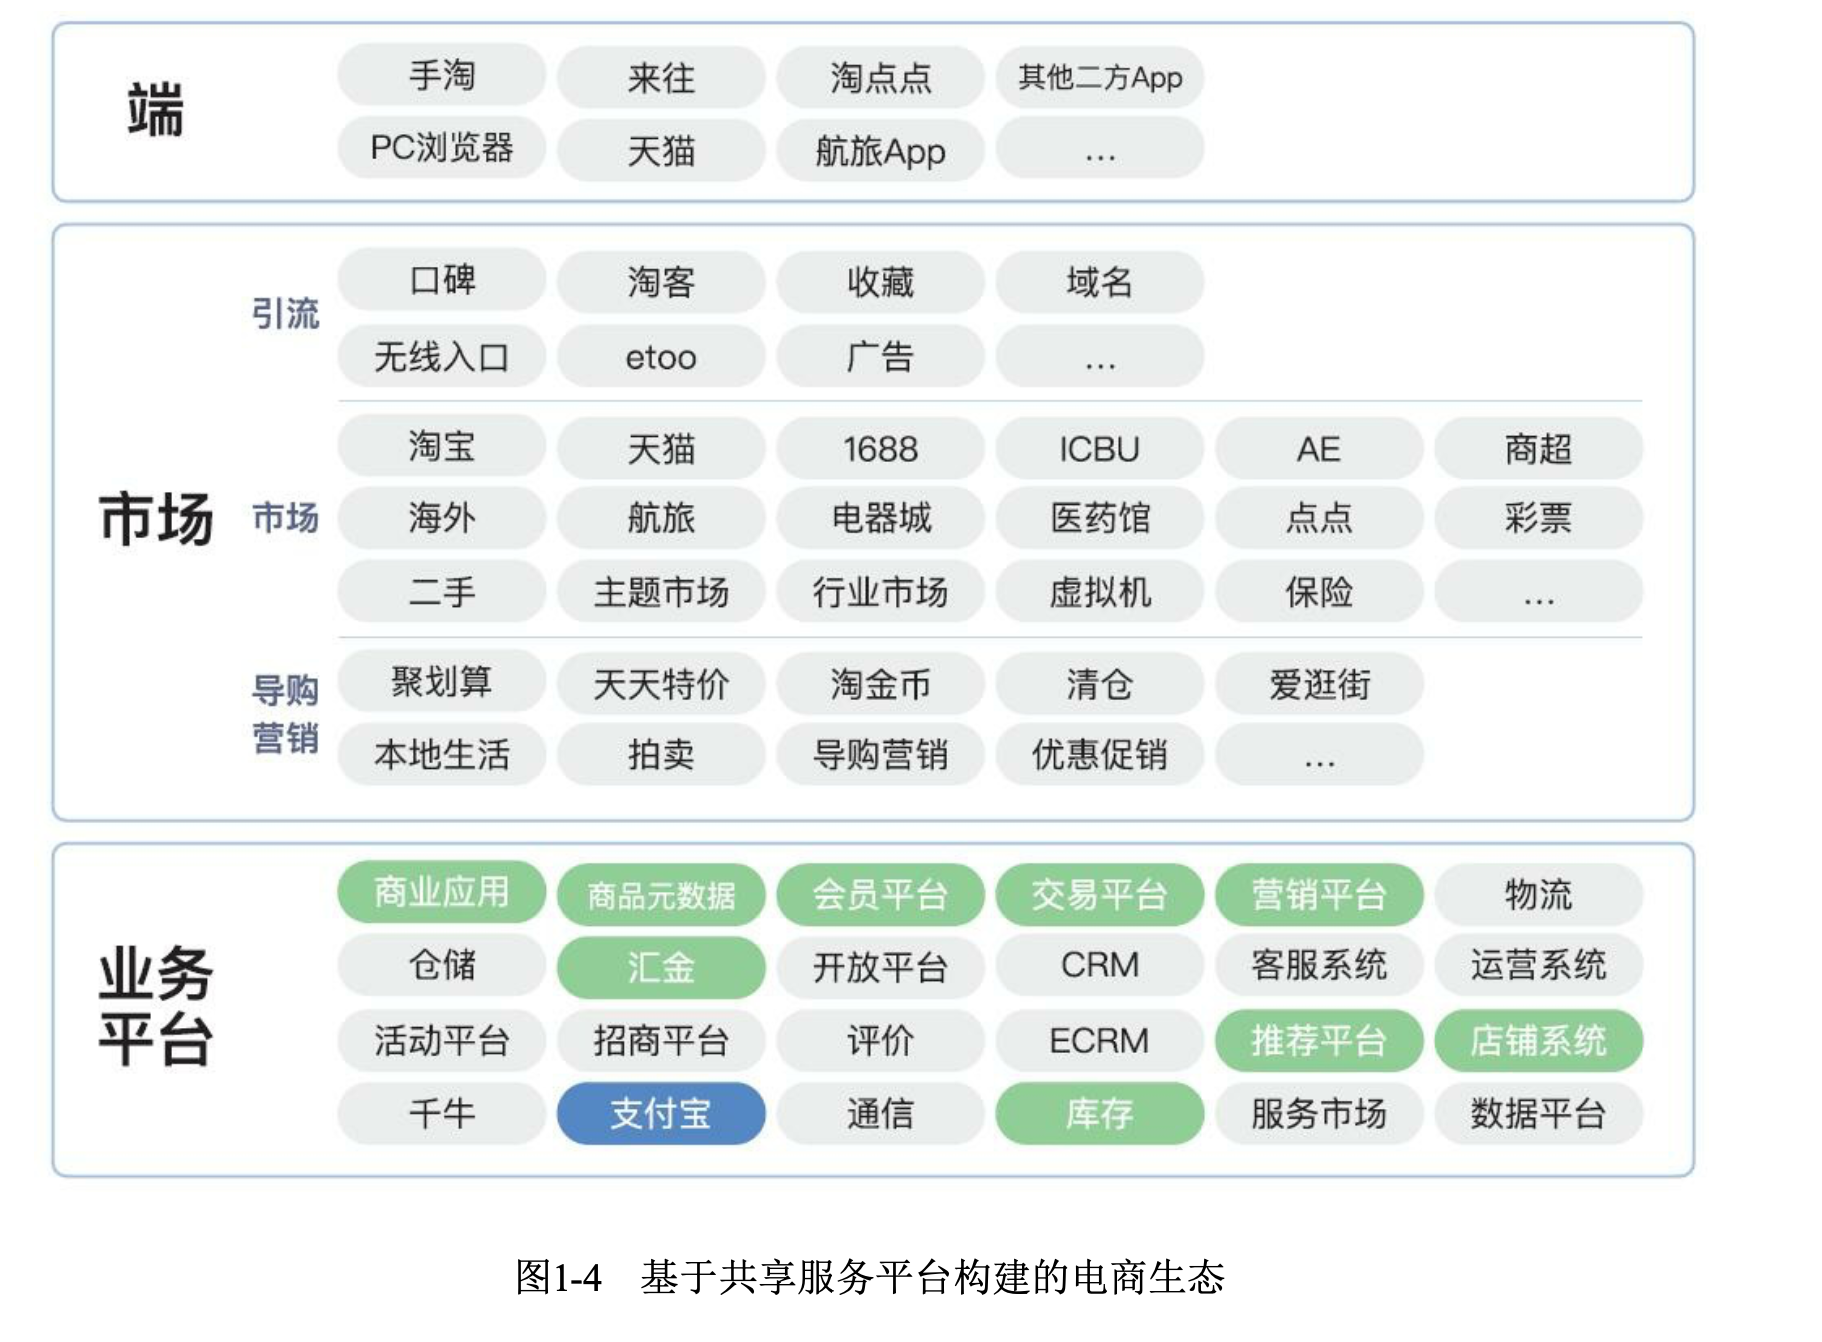 端
手淘 来往 淘点点 其他二方App
PC浏览器 天猫 航旅App …
市场
引流
口碑 淘客 收藏 域名
无线入口 etoo 广告 …
市场
淘宝 天猫 1688 ICBU AE 商超
海外 航旅 电器城 医药馆 点点 彩票
二手 主题市场 行业市场 虚拟机 保险 …
导购
营销
聚划算 天天特价 淘金币 清仓 爱逛街
本地生活 拍卖 导购营销 优惠促销 …
业务
平台
商业应用 商品元数据 会员平台 交易平台 营销平台 物流
仓储 汇金 开放平台 CRM 客服系统 运营系统
活动平台 招商平台 评价 ECRM 推荐平台 店铺系统
千牛 支付宝 通信 库存 服务市场 数据平台
图1-4 基于共享服务平台构建的电商生态